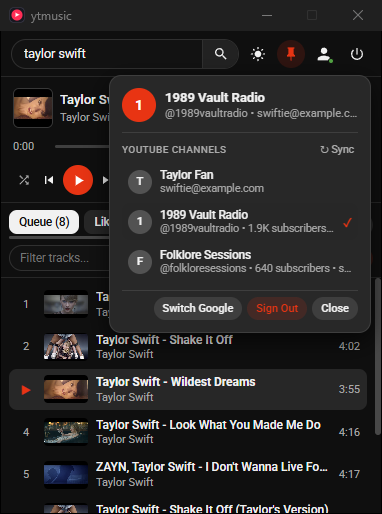 ytmusic
taylor swift
Taylor S
Taylor Swi
0:00
1
1989 Vault Radio
@1989vaultradio • swiftie@example.c...
YOUTUBE CHANNELS
↻ Sync
T
Taylor Fan
swiftie@example.com
1
1989 Vault Radio
@1989vaultradio • 1.9K subscribers...
✓
F
Folklore Sessions
@folkloresessions • 640 subscribers • s...
Switch Google
Sign Out
Close
Queue (8)
Lik
Filter tracks...
1
2
Taylor Swift - Shake It Off
Taylor Swift
4:02
Taylor Swift - Wildest Dreams
Taylor Swift
3:55
4
Taylor Swift - Look What You Made Me Do
Taylor Swift
4:16
5
ZAYN, Taylor Swift - I Don't Wanna Live Fo...
Taylor Swift
4:17
Taylor Swift - Shake It Off (Taylor's Version)